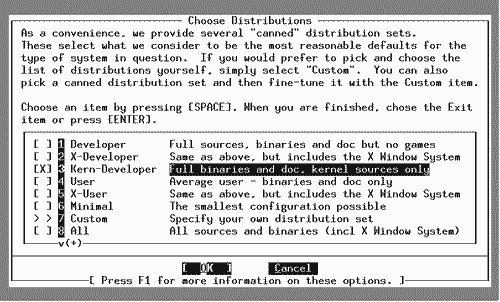 Choose Distributions
As a convenience, we provide several "canned" distribution sets.
These select what we consider to be the most reasonable defaults for the
type of system in question.  If you would prefer to pick and choose the
list of distributions yourself, simply select "Custom".  You can also
pick a canned distribution set and then fine-tune it with the Custom item.
Choose an item by pressing [SPACE]. When you are finished, chose the Exit
item or press [ENTER].
[ ] 1 Developer Full sources, binaries and doc but no games
[ ] 2 X-Developer Same as above, but includes the X Window System
[X] 3 Kern-Developer Full binaries and doc, kernel sources only
[ ] 4 User Average user - binaries and doc only
[ ] 5 X-User Same as above, but includes the X Window System
[ ] 6 Minimal The smallest configuration possible
> > 7 Custom Specify your own distribution set
[ ] 8 All All sources and binaries (incl X Window System)
v(+)
[ OK ] Cancel
[ Press F1 for more information on these options. ]